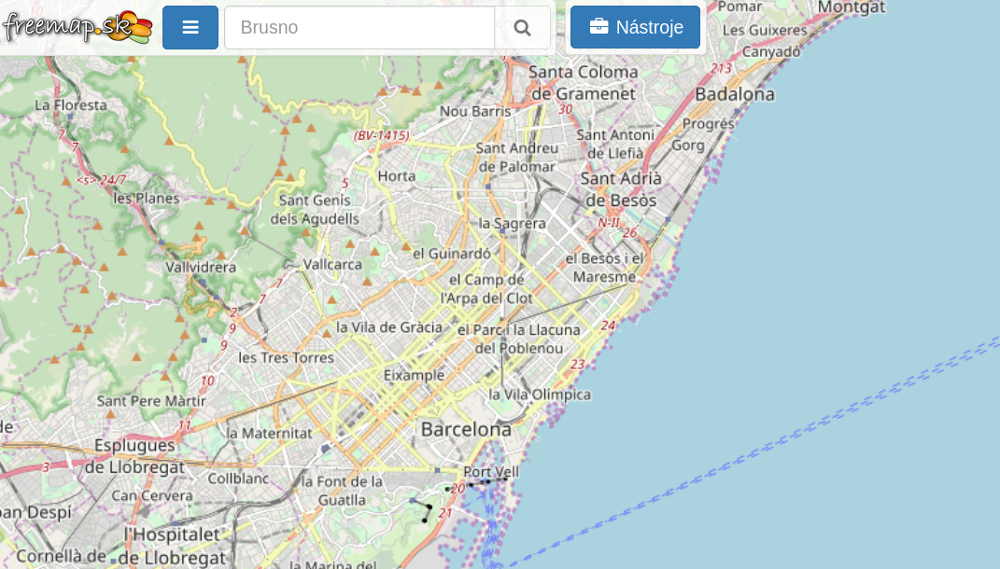 freemap.sk
Brusno
Nástroje
Pomar
Montgat
Les Guixeres
Canyadó
213
Santa Coloma
de Gramenet
Badalona
La Floresta
Nou Barris
30
Progrés
7
7
(BV-1415)
Sant Antoni
de Llefià
Gorg
Sant Andreu
de Palomar
<s> 24/7
5
Horta
Sant Adrià
de Besòs
les Planes
Sant Genís
dels Agudells
la Sagrera
N-II
26
el Guinardó
Vallvidrera
Vallcarca
el Besòs i el
Maresme
7
7
el Camp de
l'Arpa del Clot
2
9
la Vila de Gràcia
el Parc i la Llacuna
del Poblenou
24
9
les Tres Torres
23
10
Eixample
la Vila Olímpica
Sant Pere Màrtir
11
de
la Maternitat
Barcelona
Esplugues
de Llobregat
3
Port Vell
Collblanc
la Font de la
Guatlla
20
Can Cervera
21
oan Despí
l'Hospitalet
de Llobregat
Cornellà de
la Marina del